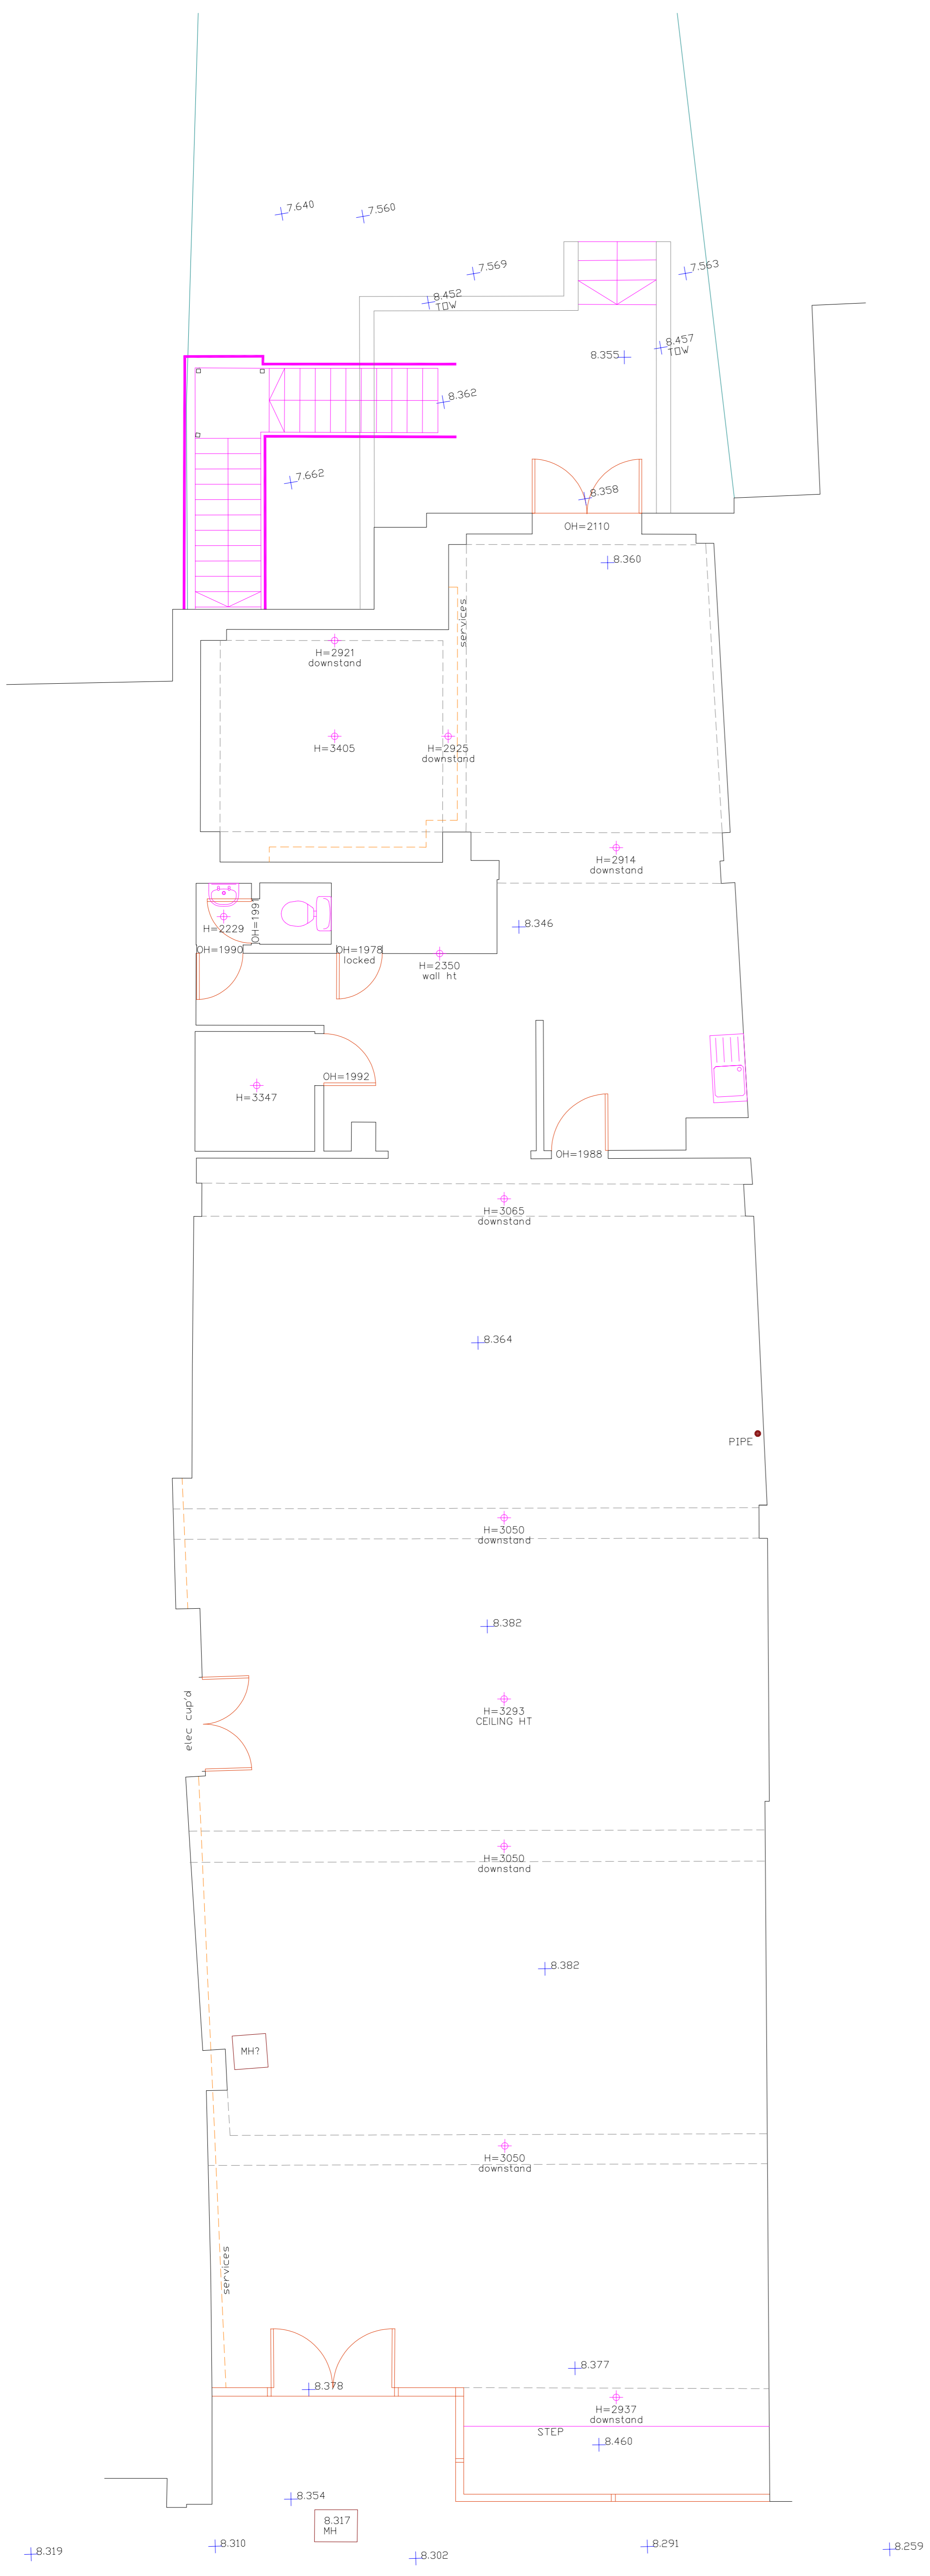 7.640
7.560
7.569
7.563
8.452
TOW
8.457
TOW
8.355
8.362
7.662
8.358
OH=2110
8.360
services
H=2921
downstand
H=3405
H=2925
downstand
H=2914
downstand
OH=1991
H=2229
8.346
OH=1990
OH=1978
locked
H=2350
wall ht
OH=1992
H=3347
OH=1988
H=3065
downstand
8.364
PIPE
H=3050
downstand
8.382
elec cup'd
H=3293
CEILING HT
H=3050
downstand
8.382
MH?
H=3050
downstand
services
8.377
8.378
H=2937
downstand
STEP
8.460
8.354
8.317
MH
8.310
8.291
8.259
8.319
8.302